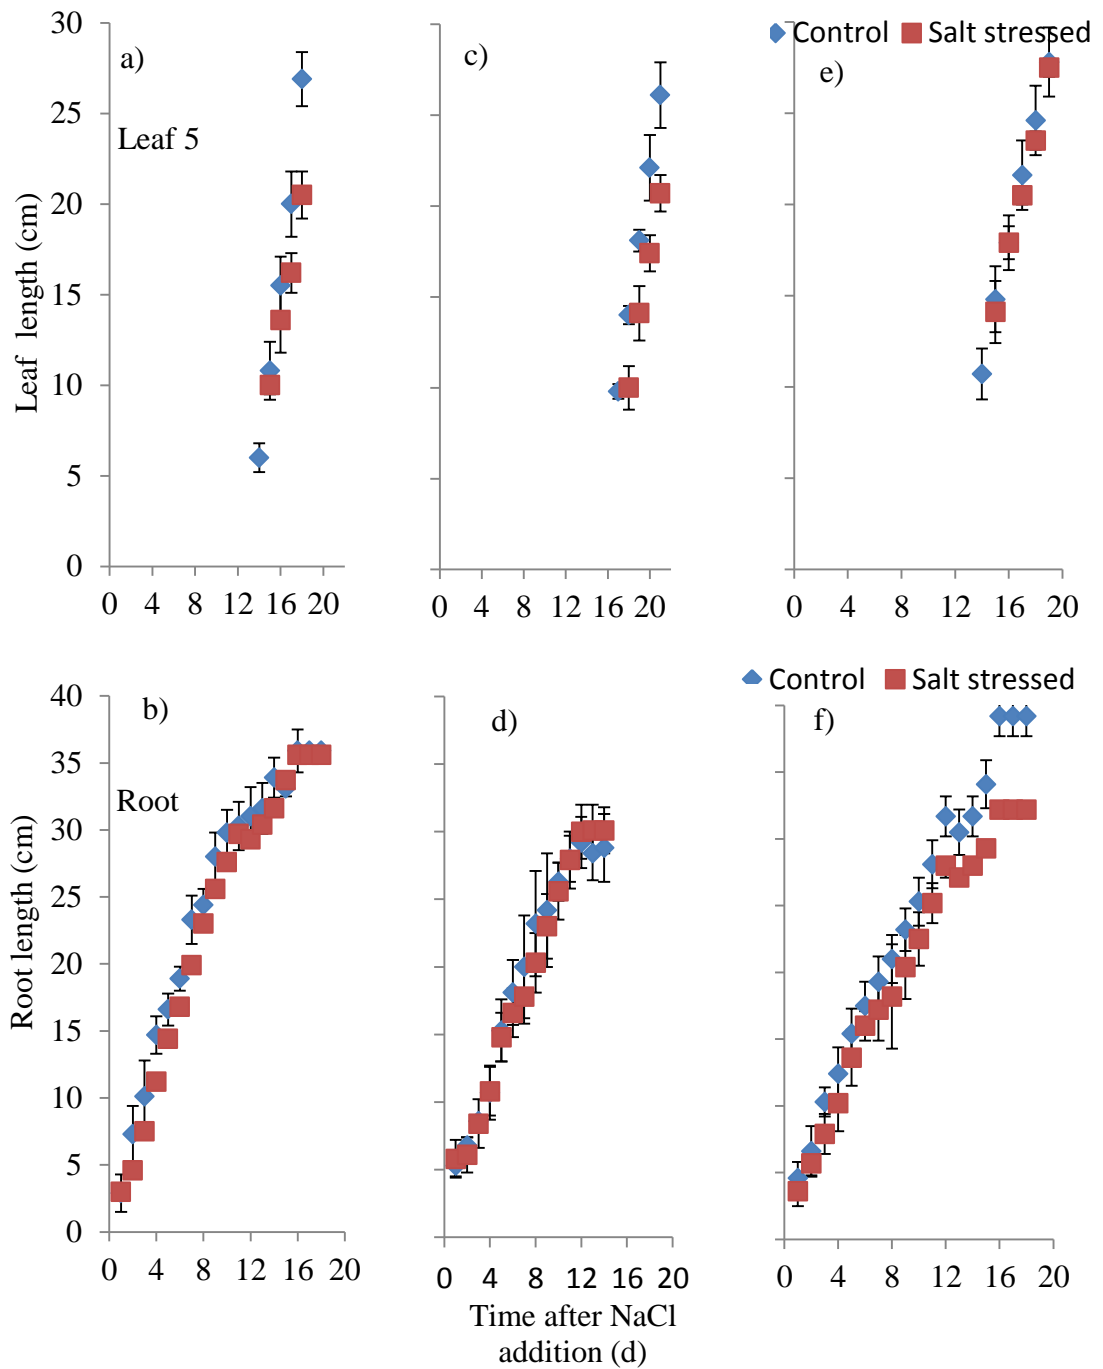 30
25
20
15
10
5
0
Leaf length (cm)
a)
Leaf 5
0 4 8 12 16 20
c)
0 4 8 12 16 20
Control Salt stressed
e)
0 4 8 12 16 20
40
35
30
25
20
15
10
5
0
Root length (cm)
b)
Root
0 4 8 12 16 20
d)
0 4 8 12 16 20
Time after NaCl
addition (d)
Control Salt stressed
f)
0 4 8 12 16 20